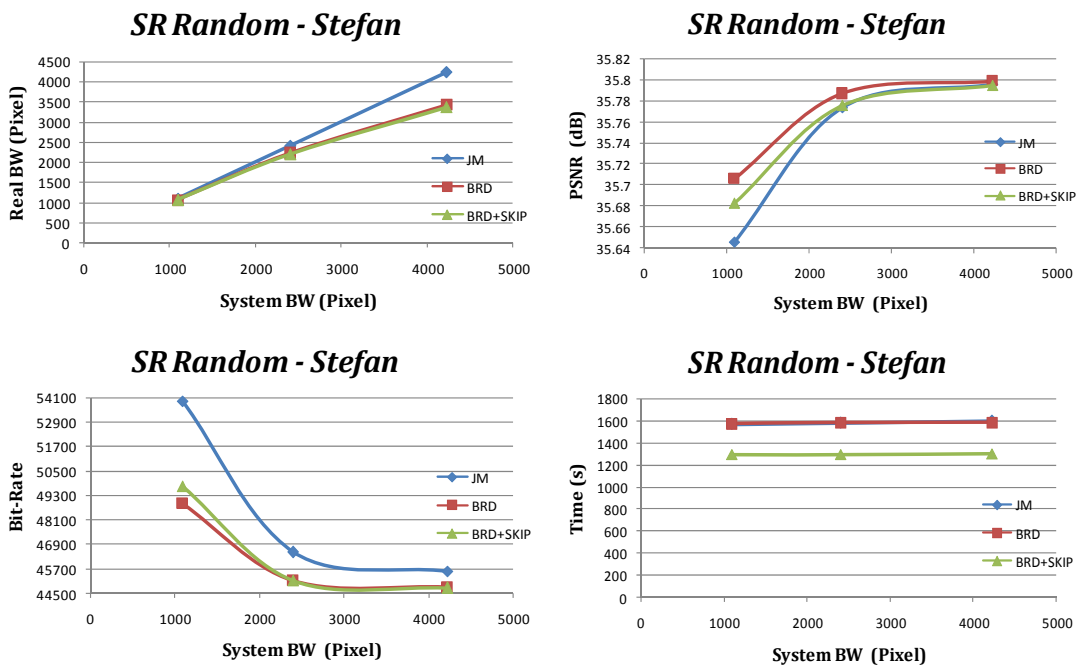 SR Random - Stefan
4500
4000
3500
3000
2500
2000
1500
1000
500
0
Real BW (Pixel)
0 1000 2000 3000 4000 5000
System BW (Pixel)
JM
BRD
BRD+SKIP
SR Random - Stefan
35.82
35.8
35.78
35.76
35.74
35.72
35.7
35.68
35.66
35.64
PSNR (dB)
0 1000 2000 3000 4000 5000
System BW (Pixel)
JM
BRD
BRD+SKIP
SR Random - Stefan
54100
52900
51700
50500
49300
48100
46900
45700
44500
Bit-Rate
0 1000 2000 3000 4000 5000
System BW (Pixel)
JM
BRD
BRD+SKIP
SR Random - Stefan
1800
1600
1400
1200
1000
800
600
400
200
0
Time (s)
0 1000 2000 3000 4000 5000
System BW (Pixel)
JM
BRD
BRD+SKIP